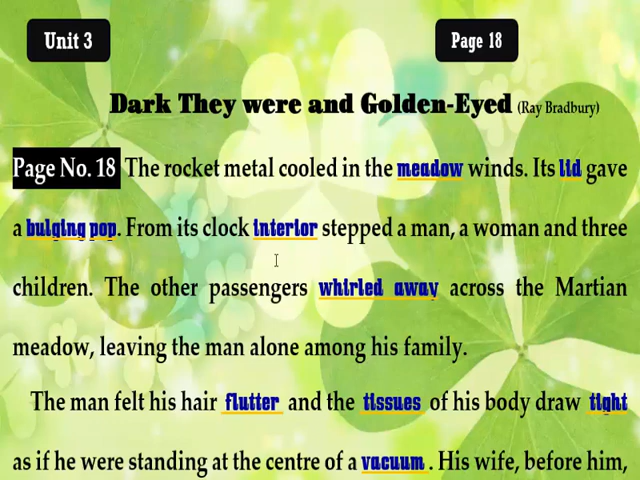 Unit 3
Page 18
Dark They were and Golden-Eyed (Ray Bradbury)
Page No. 18 The rocket metal cooled in the meadow winds. Its lid gave
a bulging pop. From its clock interior stepped a man, a woman and three
children. The other passengers whirled away across the Martian
meadow, leaving the man alone among his family.
The man felt his hair flutter and the tissues of his body draw tight
as if he were standing at the centre of a vacuum. His wife, before him,